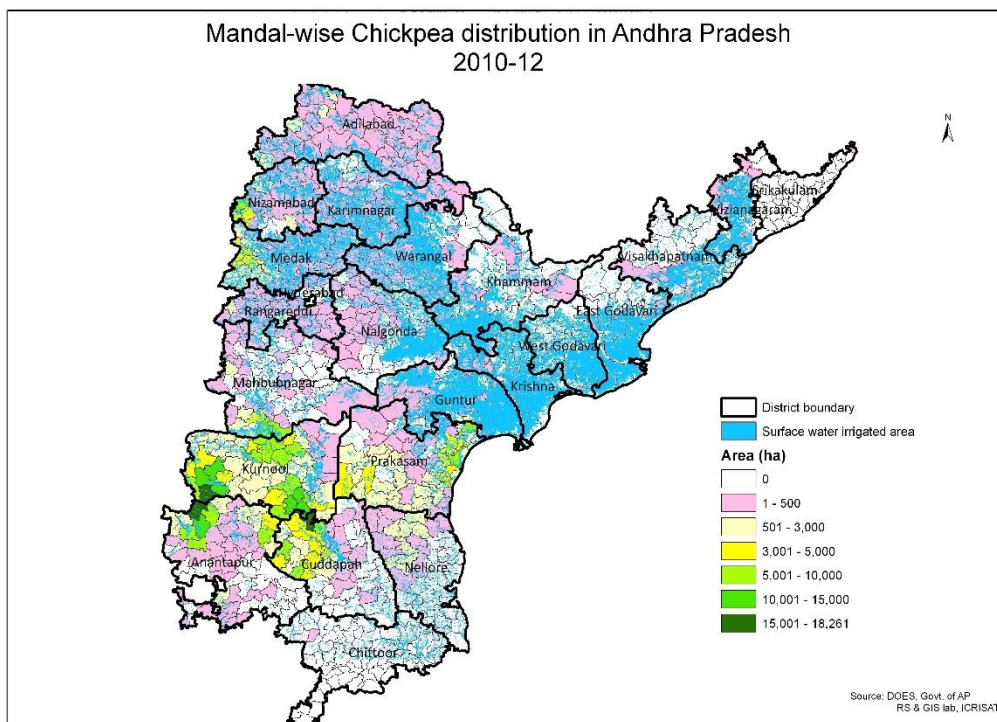 Mandal-wise Chickpea distribution in Andhra Pradesh
2010-12
N
Adilabad
Nizamabad
Karimnagar
Medak
Warangal
Hyderabad
Rangareddi
Nalgonda
Mahbubnagar
Khammam
Srikakulam
Vizianagaram
Visakhapatnam
East Godavari
West Godavari
Krishna
Guntur
Prakasam
Kurnool
Anantapur
Cuddapah
Nellore
Chittoor
District boundary
Surface water irrigated area
Area (ha)
0
1 - 500
501 - 3,000
3,001 - 5,000
5,001 - 10,000
10,001 - 15,000
15,001 - 18,261
Source: DOES, Govt. of AP
RS & GIS lab, ICRISAT